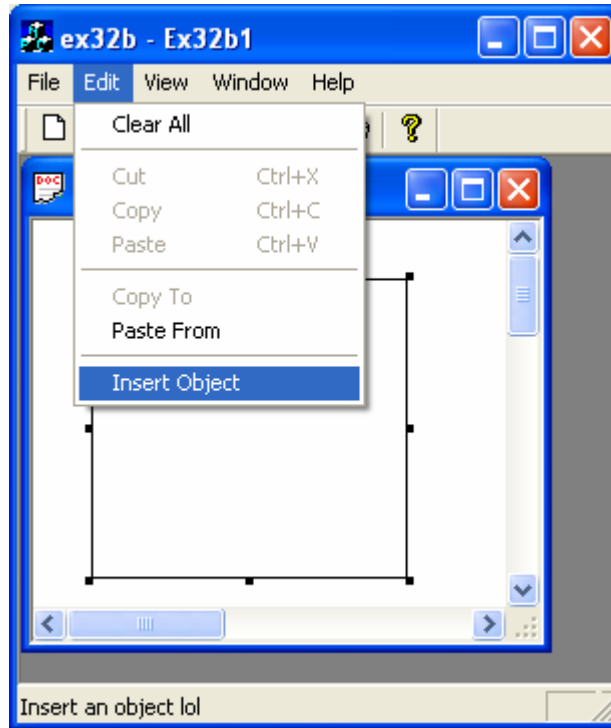 ex32b - Ex32b1
File Edit View Window Help
?
Clear All
DOC
Cut Ctrl+X
Copy Ctrl+C
Paste Ctrl+V
Copy To
Paste From
Insert Object
Insert an object lol